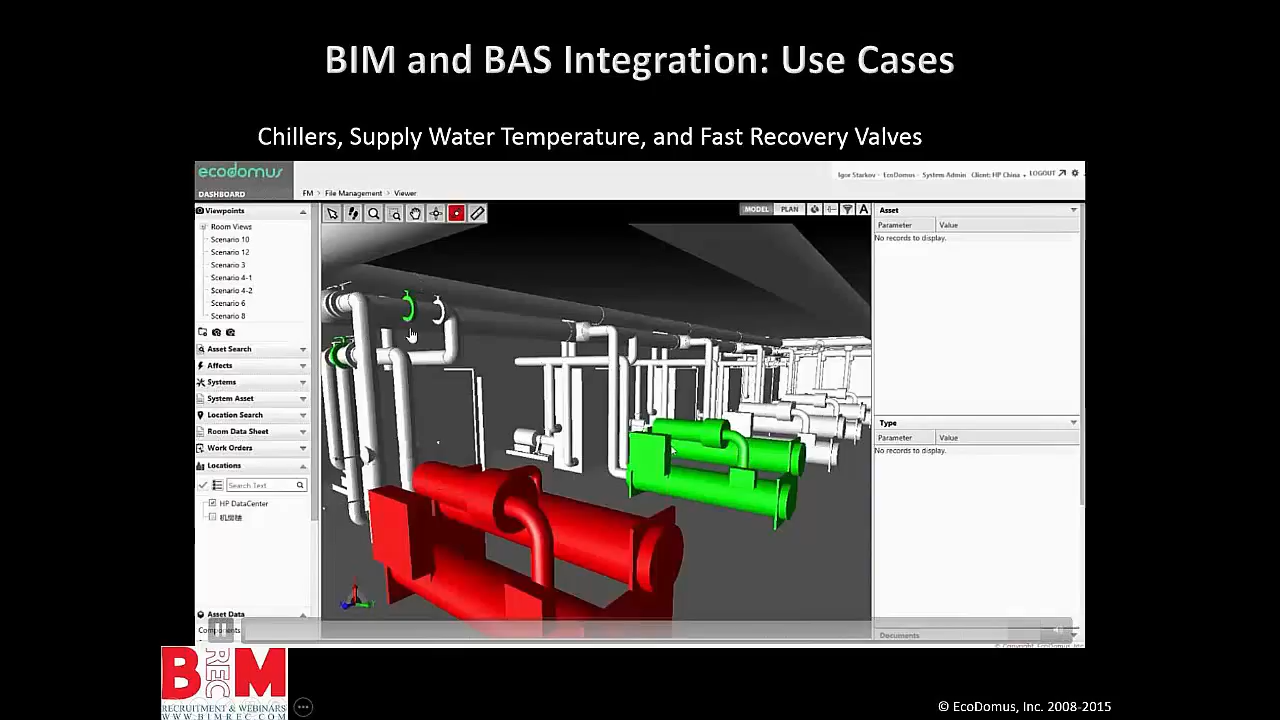 BIM and BAS Integration: Use Cases
Chillers, Supply Water Temperature, and Fast Recovery Valves
ecodomus
DASHBOARD
FM > File Management > Viewer
Igor Starkov - EcoDomus - System Admin Client: HP China
LOGOUT
Viewpoints
Room Views
Scenario 10
Scenario 12
Scenario 3
Scenario 4-1
Scenario 4-2
Scenario 6
Scenario 8
Asset Search
Affects
Systems
System Asset
Location Search
Room Data Sheet
Work Orders
Locations
Search Text
HP DataCenter
Asset Data
MODEL PLAN A
Asset
Parameter Value
No records to display.
Type
Parameter Value
No records to display.
Documents
BIM
REC
RECRUITMENT & WEBINARS
WWW.BIM-REC.COM
© EcoDomus, Inc. 2008-2015